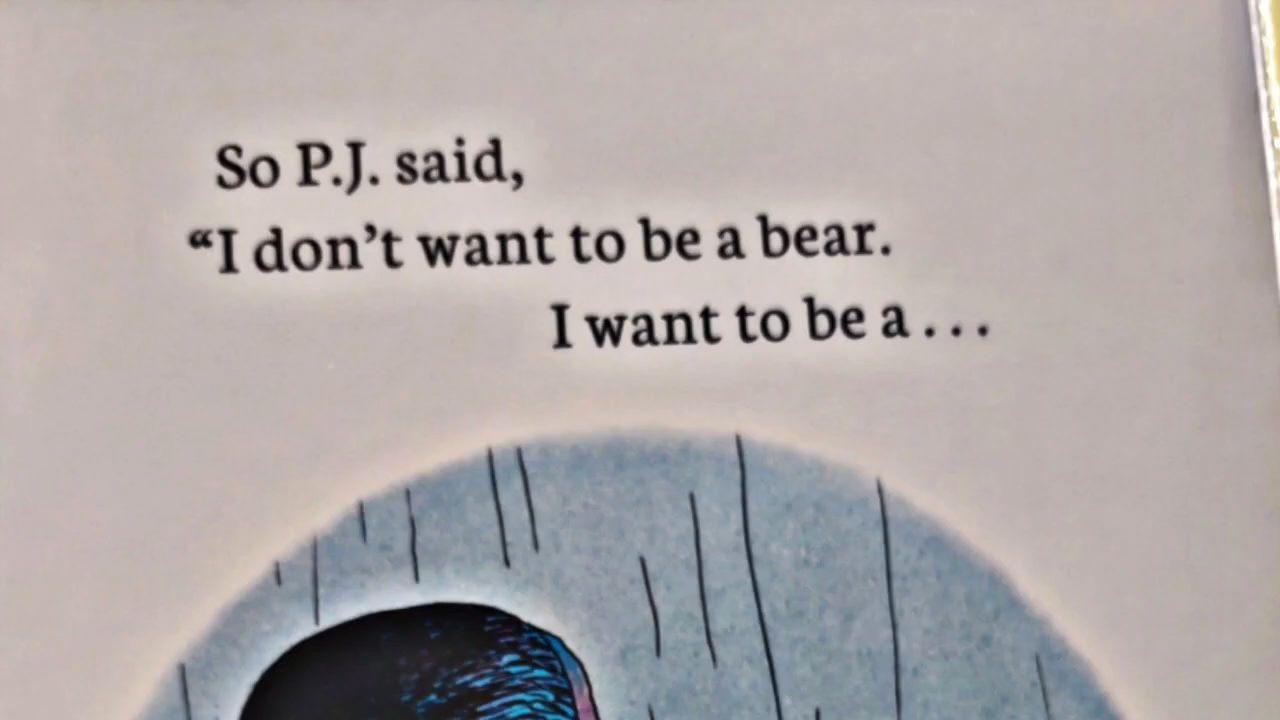 So P.J. said,
“I don’t want to be a bear.
I want to be a . . .